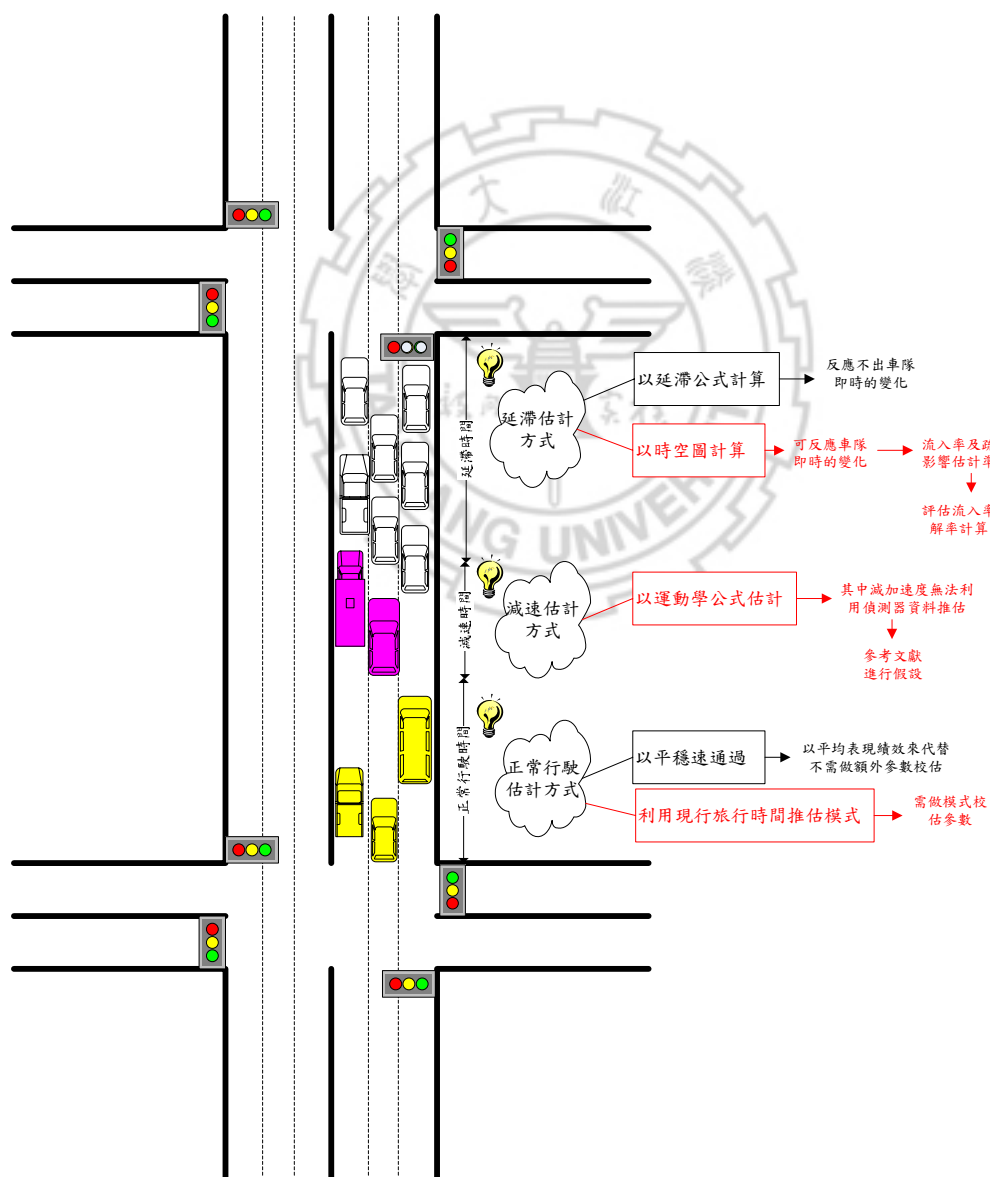 大
江
淡
以延滯公式計算
反應不出車隊
即時的變化
延滯估計
方式
以時空圖計算
可反應車隊
即時的變化
流入率及疏
影響估計準
評估流入率
解率計算
延滯時間
ANG UNIVER
減速估計
方式
以運動學公式估計
其中減加速度無法利
用偵測器資料推估
參考文獻
進行假設
減速時間
正常行駛
估計方式
以平穩速通過
以平均表現績效來代替
不需做額外參數校估
利用現行旅行時間推估模式
需做模式校
估參數
正常行駛時間